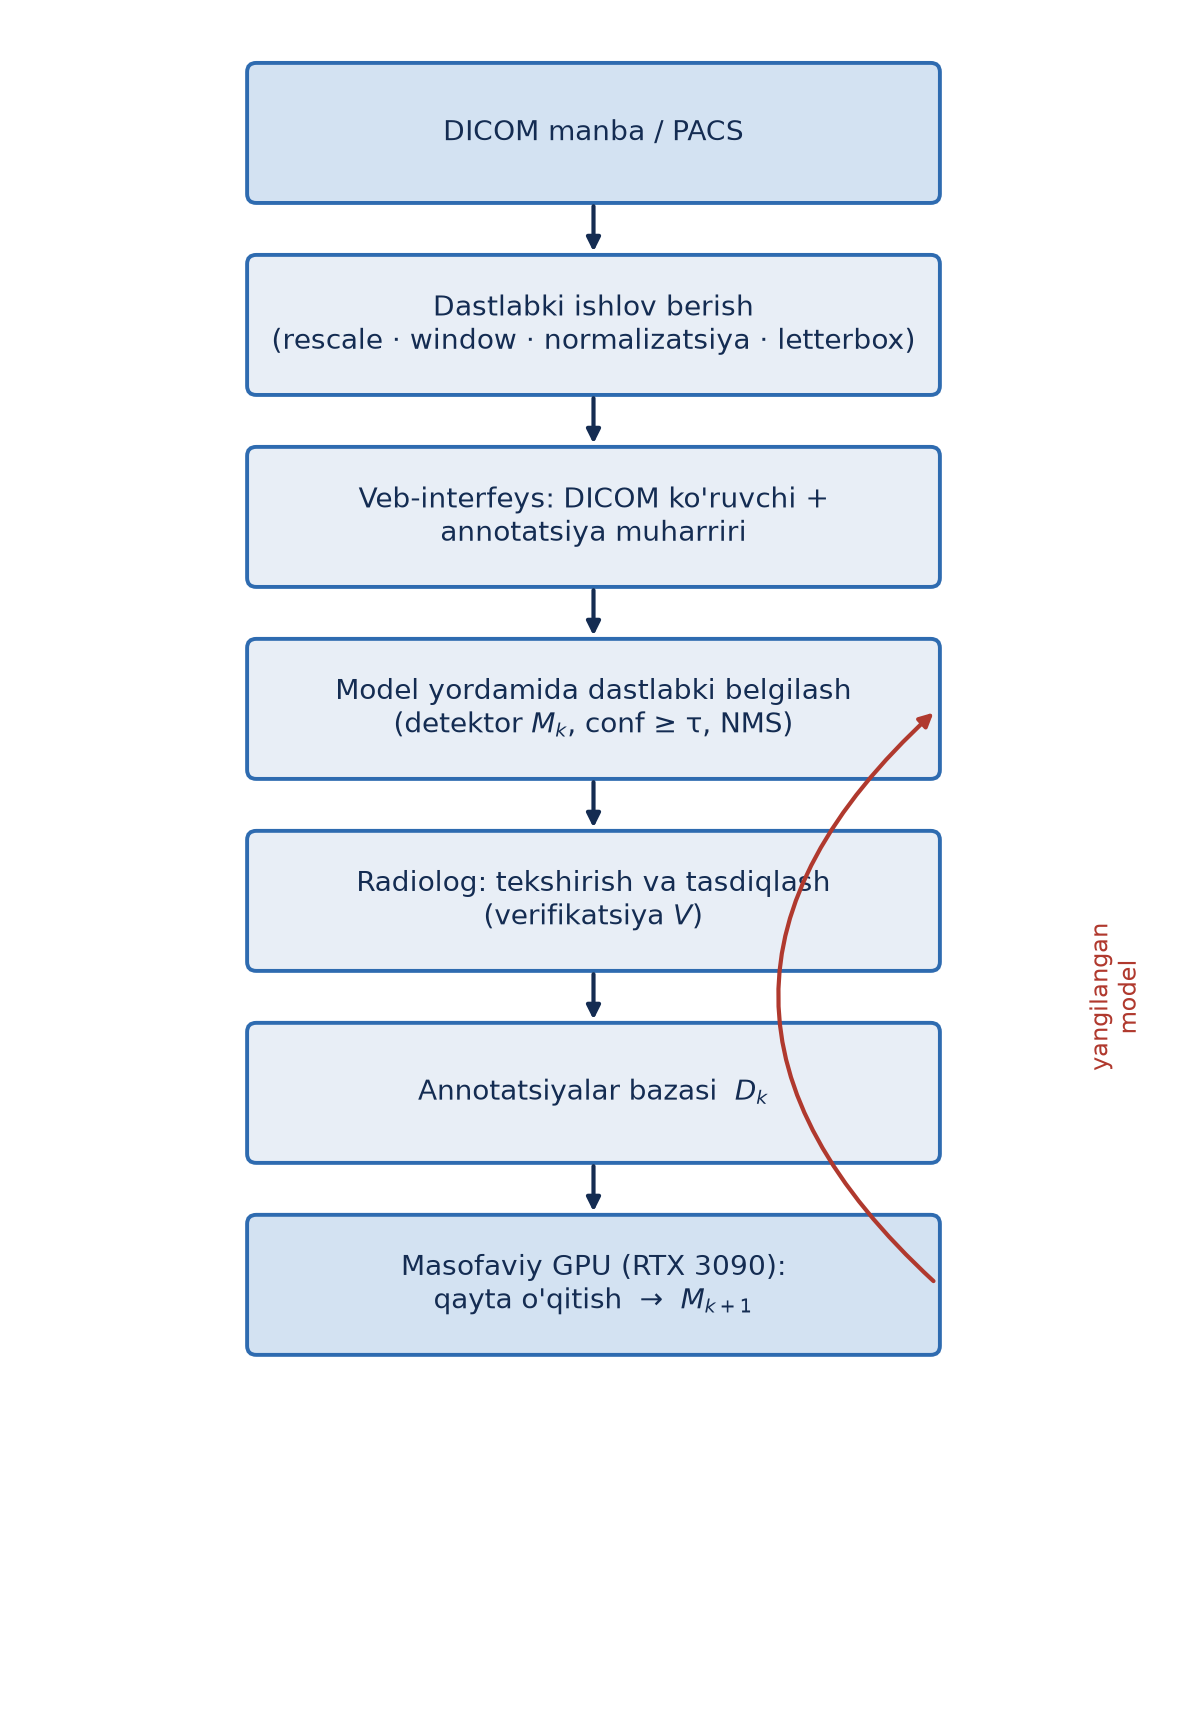 DICOM manba / PACS
Dastlabki ishlov berish
(rescale · window · normalizatsiya · letterbox)
Veb-interfeys: DICOM ko'ruvchi +
annotatsiya muharriri
Model yordamida dastlabki belgilash
(detektor Mₖ, conf ≥ τ, NMS)
Radiolog: tekshirish va tasdiqlash
(verifikatsiya V)
Annotatsiyalar bazasi Dₖ
Masofaviy GPU (RTX 3090):
qayta o'qitish → Mₖ₊₁
yangilangan
model